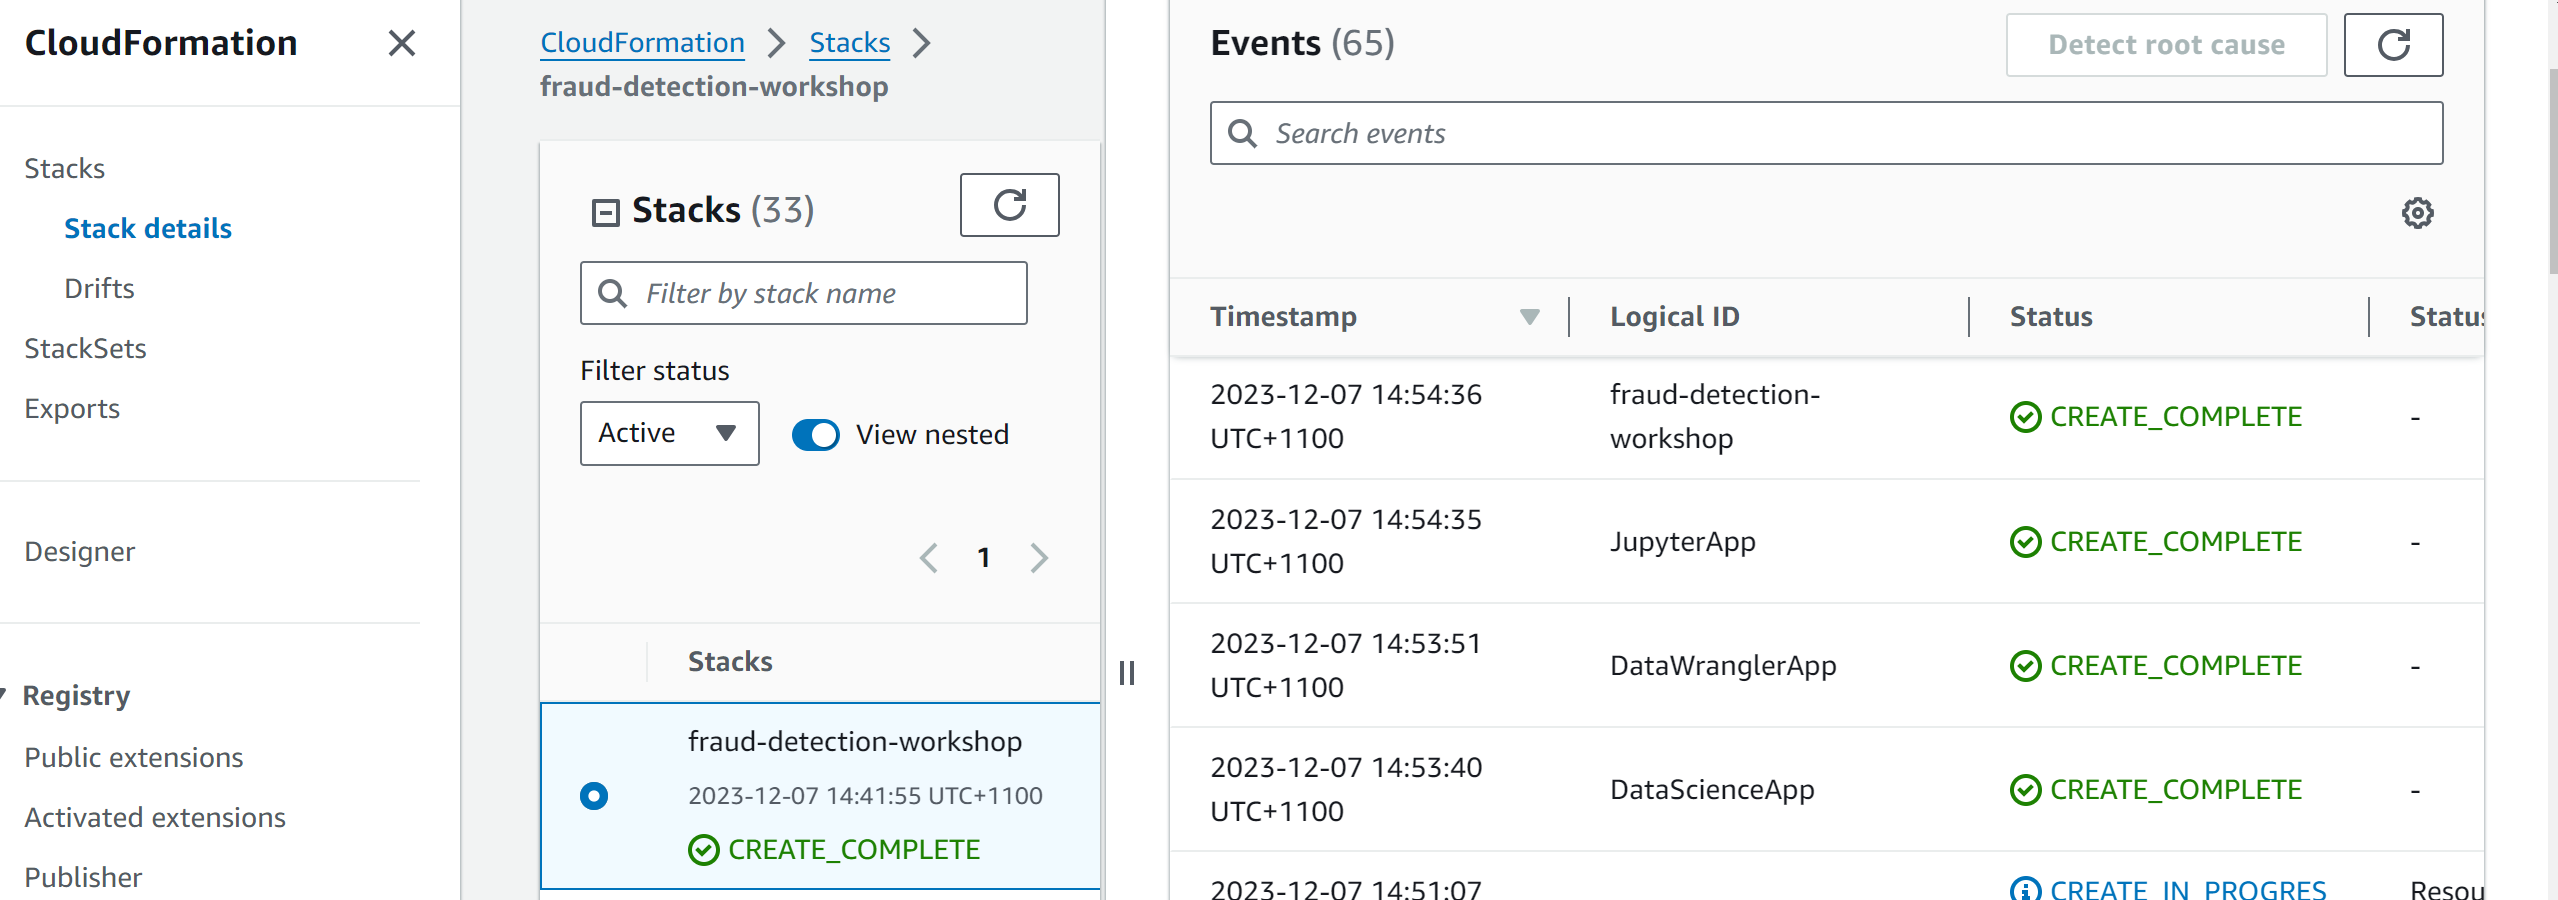 CloudFormation
Stacks
Stack details
Drifts
StackSets
Exports
Designer
Registry
Public extensions
Activated extensions
Publisher
CloudFormation Stacks
fraud-detection-workshop
Stacks (33)
Filter by stack name
Filter status
Active View nested
1
Stacks
fraud-detection-workshop
2023-12-07 14:41:55 UTC+1100
CREATE_COMPLETE
Events (65) Detect root cause
Search events
Timestamp Logical ID Status Status
2023-12-07 14:54:36 UTC+1100 fraud-detection-workshop CREATE_COMPLETE -
2023-12-07 14:54:35 UTC+1100 JupyterApp CREATE_COMPLETE -
2023-12-07 14:53:51 UTC+1100 DataWranglerApp CREATE_COMPLETE -
2023-12-07 14:53:40 UTC+1100 DataScienceApp CREATE_COMPLETE -
2023-12-07 14:51:07 CREATE_IN_PROGRES Resou